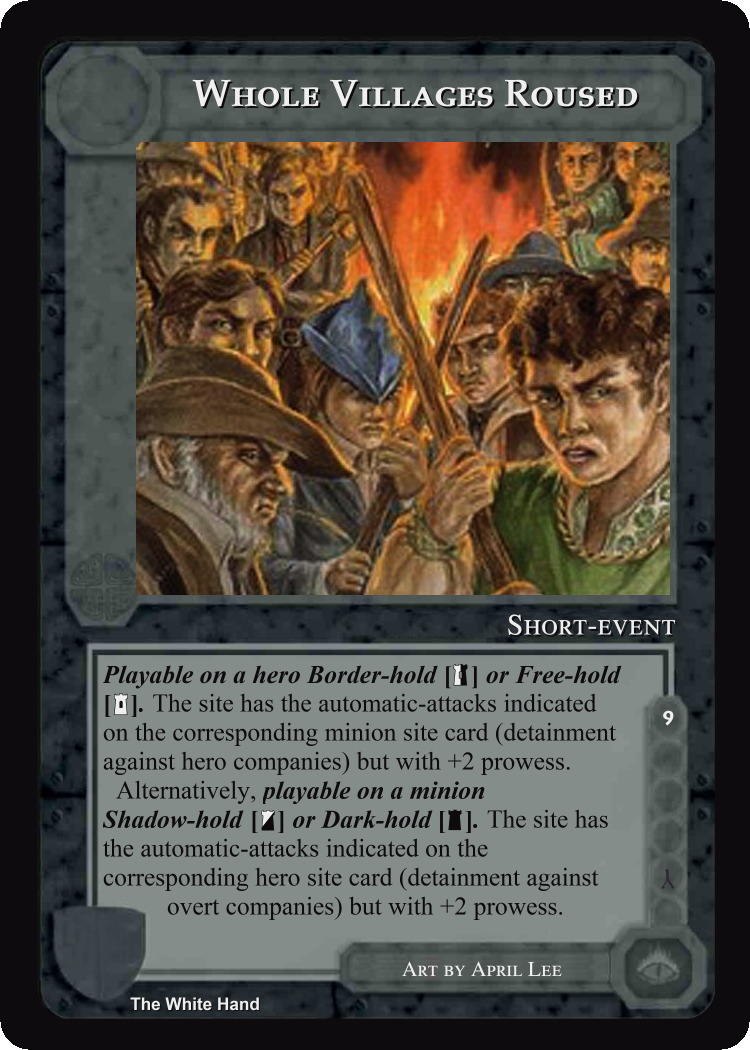 Whole Villages Roused
Short-event
Playable on a hero Border-hold [] or Free-hold
[]. The site has the automatic-attacks indicated
on the corresponding minion site card (detainment
against hero companies) but with +2 prowess.
Alternatively, playable on a minion
Shadow-hold [] or Dark-hold []. The site has
the automatic-attacks indicated on the
corresponding hero site card (detainment against
overt companies) but with +2 prowess.
9
Art by April Lee
The White Hand